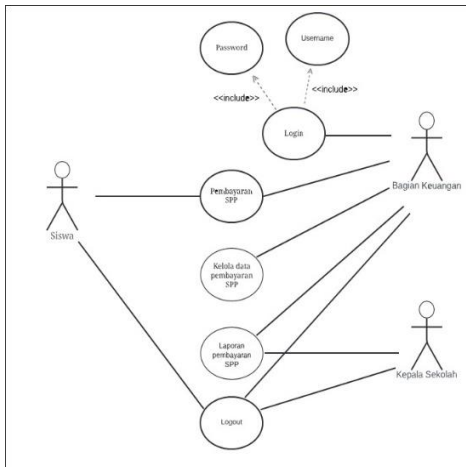 Password
Username
<<include>>
<<include>>
Login
Bagian Keuangan
Siswa
Pembayaran
SPP
Kelola data
pembayaran
SPP
Laporan
pembayaran
SPP
Kepala Sekolah
Logout